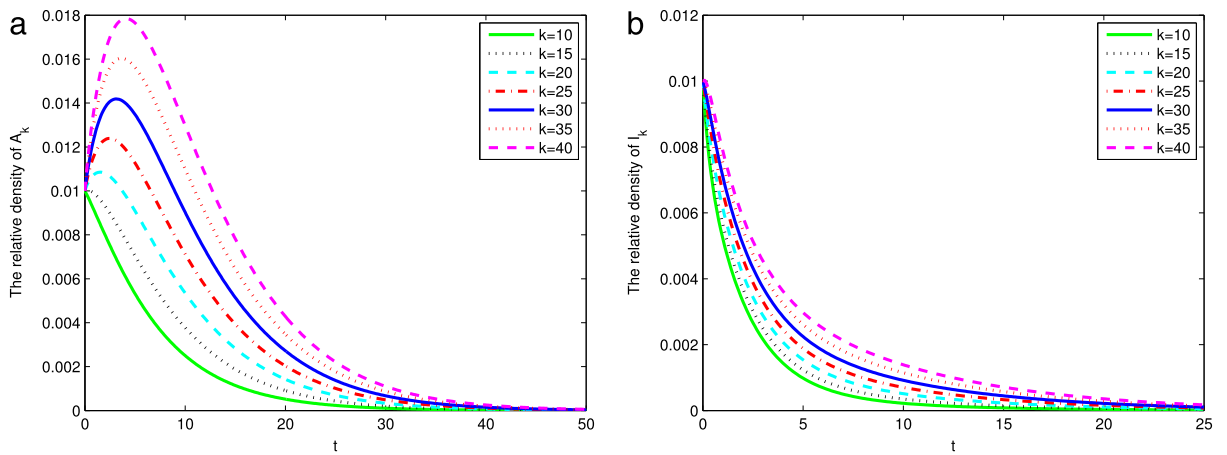 a
The relative density of A_k
0.018
0.016
0.014
0.012
0.01
0.008
0.006
0.004
0.002
0
0 10 20 30 40 50
t
k=10
k=15
k=20
k=25
k=30
k=35
k=40
b
The relative density of I_k
0.012
0.01
0.008
0.006
0.004
0.002
0
0 5 10 15 20 25
t
k=10
k=15
k=20
k=25
k=30
k=35
k=40